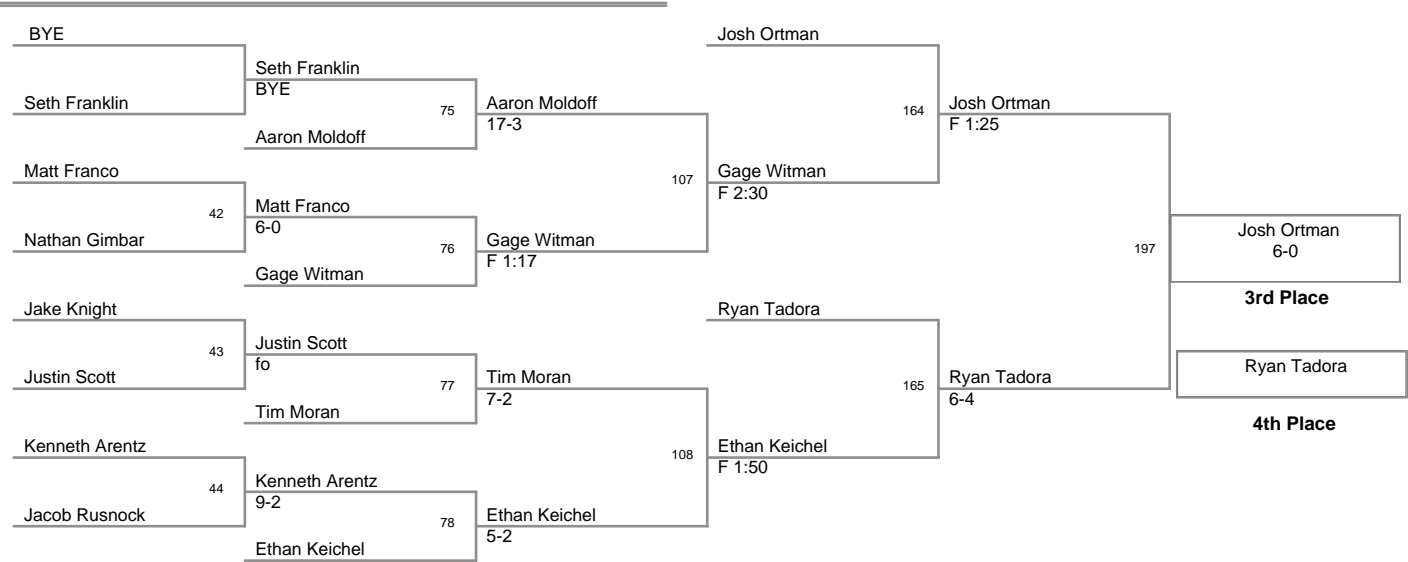 BYE
Seth Franklin
Matt Franco
42
Nathan Gimbar
Jake Knight
43
Justin Scott
Kenneth Arentz
44
Jacob Rusnock
Seth Franklin
BYE
75
Aaron Moldoff
Matt Franco
6-0
76
Gage Witman
Justin Scott
fo
77
Tim Moran
Kenneth Arentz
9-2
78
Ethan Keichel
Aaron Moldoff
17-3
107
Gage Witman
F 1:17
Tim Moran
7-2
108
Ethan Keichel
5-2
Josh Ortman
164
Gage Witman
F 2:30
Ryan Tadora
165
Ethan Keichel
F 1:50
Josh Ortman
F 1:25
197
Ryan Tadora
6-4
Josh Ortman
6-0
3rd Place
Ryan Tadora
4th Place